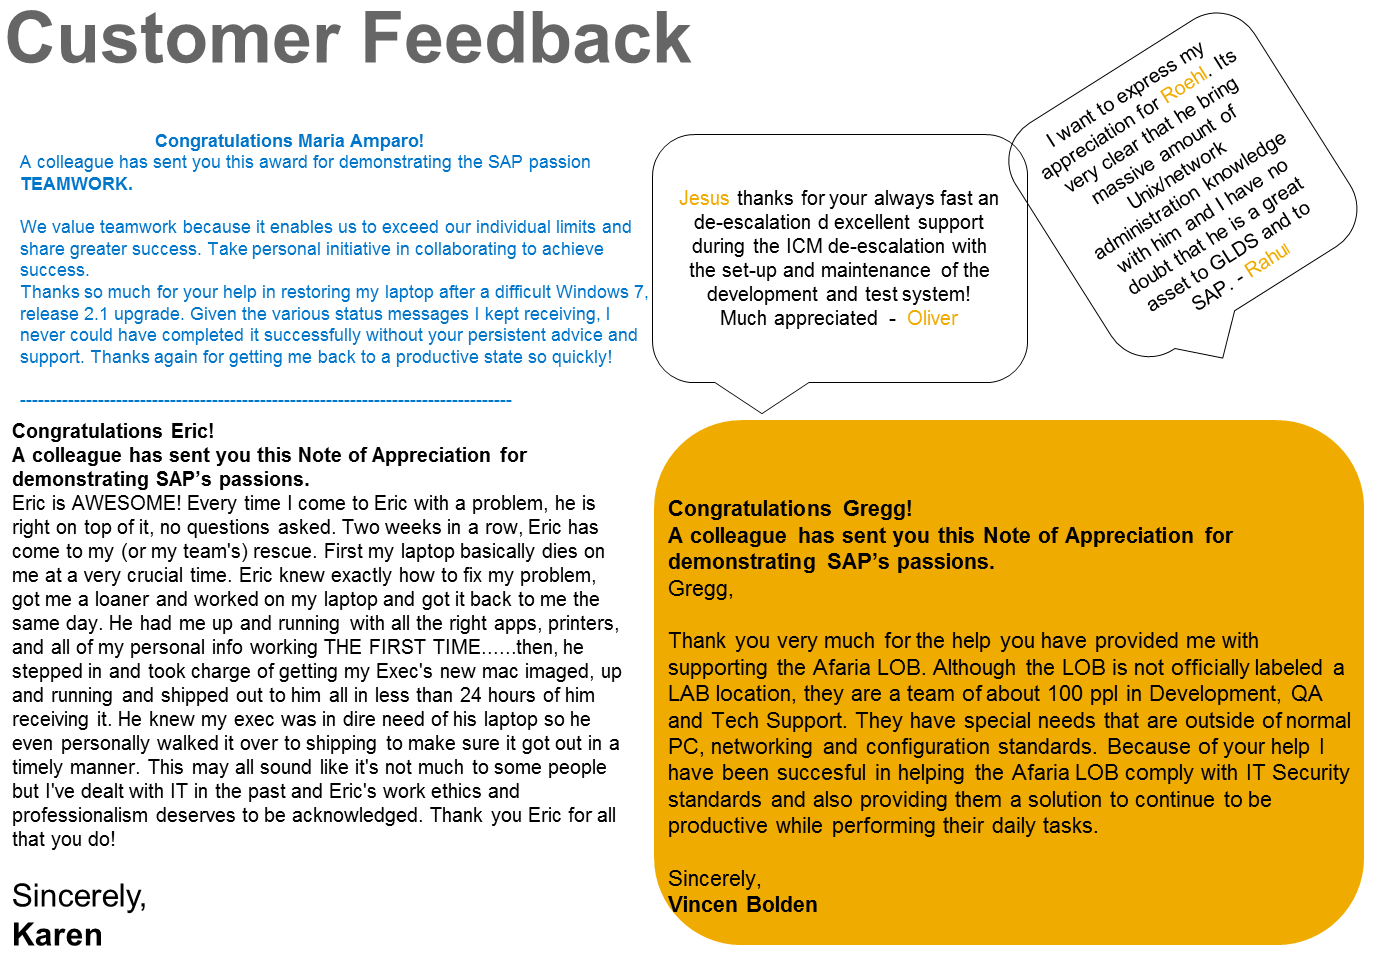 Customer Feedback
Congratulations Maria Amparo!
A colleague has sent you this award for demonstrating the SAP passion
TEAMWORK.
We value teamwork because it enables us to exceed our individual limits and
share greater success. Take personal initiative in collaborating to achieve
success.
Thanks so much for your help in restoring my laptop after a difficult Windows 7,
release 2.1 upgrade. Given the various status messages I kept receiving, I
never could have completed it successfully without your persistent advice and
support. Thanks again for getting me back to a productive state so quickly!
----------------------------------------------------------------------------------
Congratulations Eric!
A colleague has sent you this Note of Appreciation for
demonstrating SAP’s passions.
Eric is AWESOME! Every time I come to Eric with a problem, he is
right on top of it, no questions asked. Two weeks in a row, Eric has
come to my (or my team's) rescue. First my laptop basically dies on
me at a very crucial time. Eric knew exactly how to fix my problem,
got me a loaner and worked on my laptop and got it back to me the
same day. He had me up and running with all the right apps, printers,
and all of my personal info working THE FIRST TIME......then, he
stepped in and took charge of getting my Exec's new mac imaged, up
and running and shipped out to him all in less than 24 hours of him
receiving it. He knew my exec was in dire need of his laptop so he
even personally walked it over to shipping to make sure it got out in a
timely manner. This may all sound like it's not much to some people
but I've dealt with IT in the past and Eric's work ethics and
professionalism deserves to be acknowledged. Thank you Eric for all
that you do!
Sincerely,
Karen
Jesus thanks for your always fast an
de-escalation d excellent support
during the ICM de-escalation with
the set-up and maintenance of the
development and test system!
Much appreciated - Oliver
I want to express my
appreciation for Roehl. Its
very clear that he bring
massive amount of
Unix/network
administration knowledge
with him and I have no
doubt that he is a great
asset to GLDS and to
SAP. - Rahul
Congratulations Gregg!
A colleague has sent you this Note of Appreciation for
demonstrating SAP’s passions.
Gregg,
Thank you very much for the help you have provided me with
supporting the Afaria LOB. Although the LOB is not officially labeled a
LAB location, they are a team of about 100 ppl in Development, QA
and Tech Support. They have special needs that are outside of normal
PC, networking and configuration standards. Because of your help I
have been succesful in helping the Afaria LOB comply with IT Security
standards and also providing them a solution to continue to be
productive while performing their daily tasks.
Sincerely,
Vincen Bolden